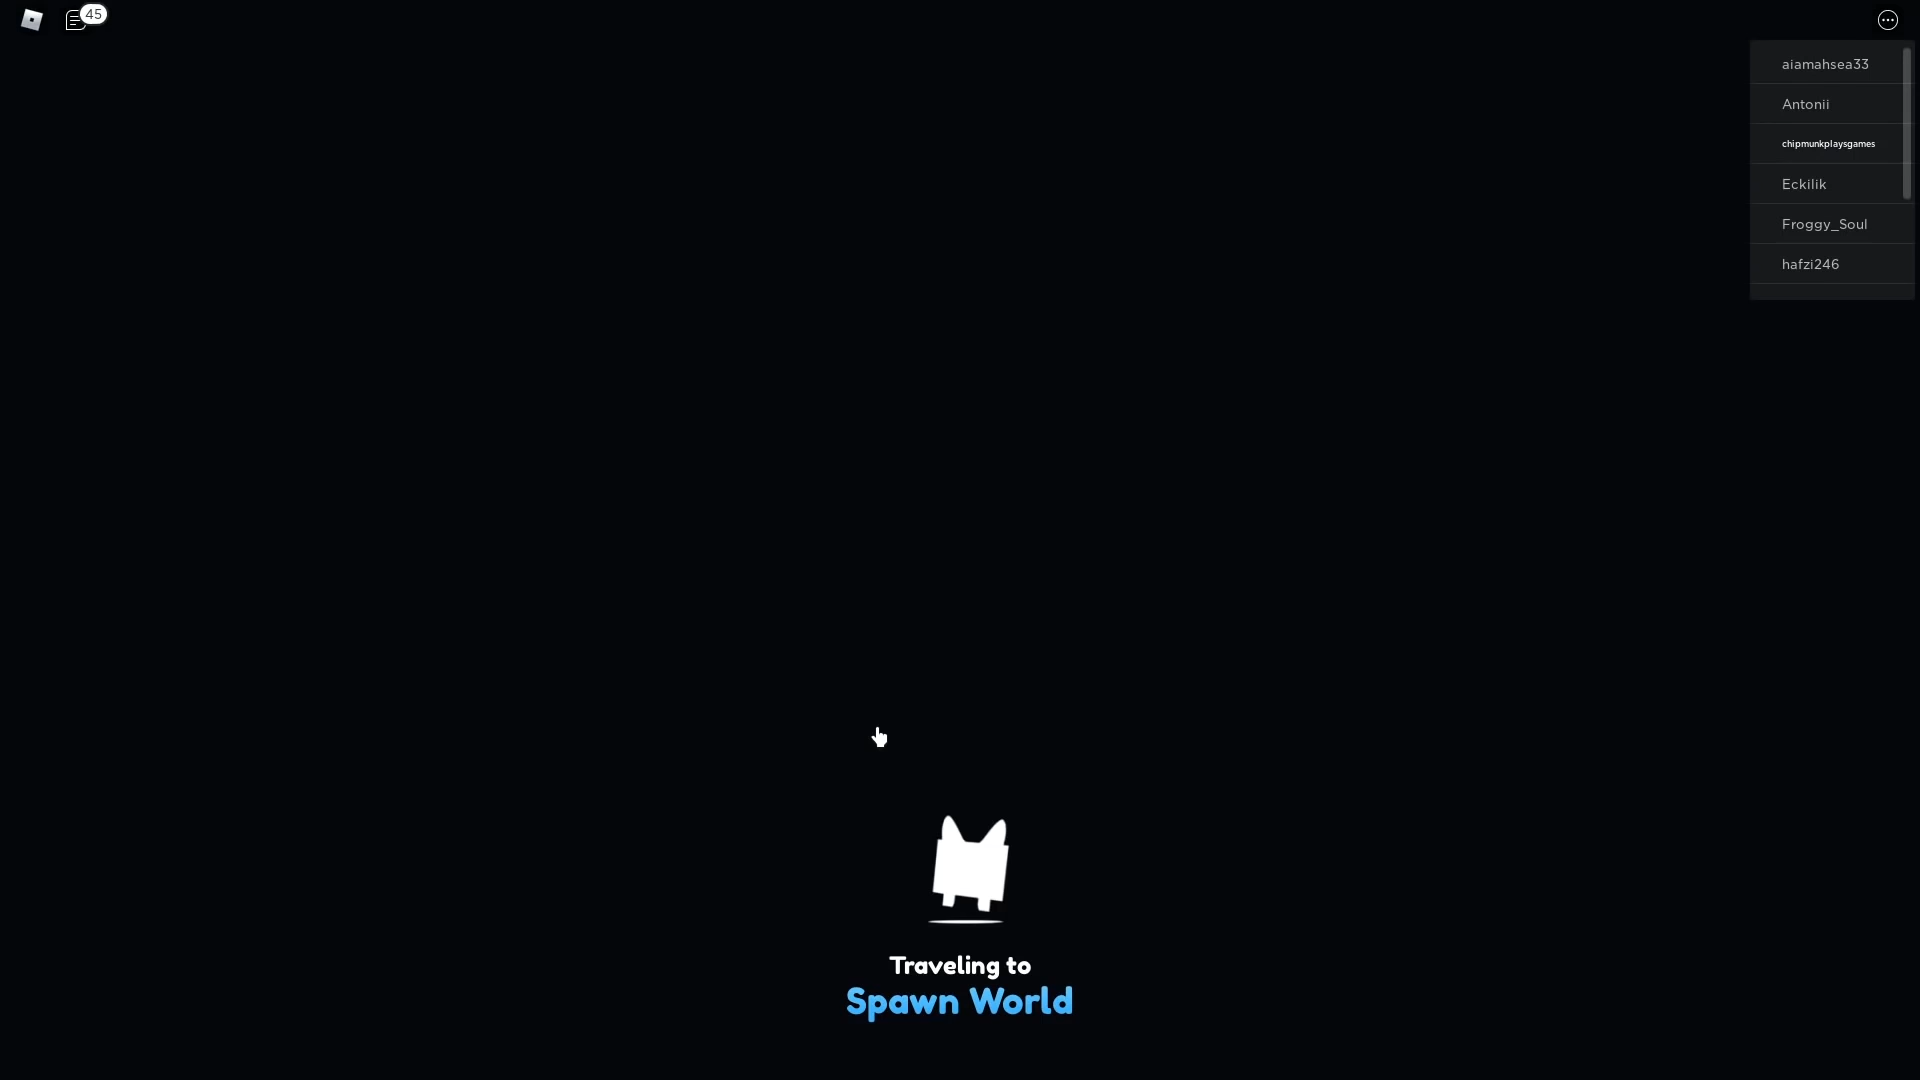 45
aiamahsea33
Antonii
chipmunkplaysgames
Eckilik
Froggy_Soul
hafzi246
Traveling to
Spawn World